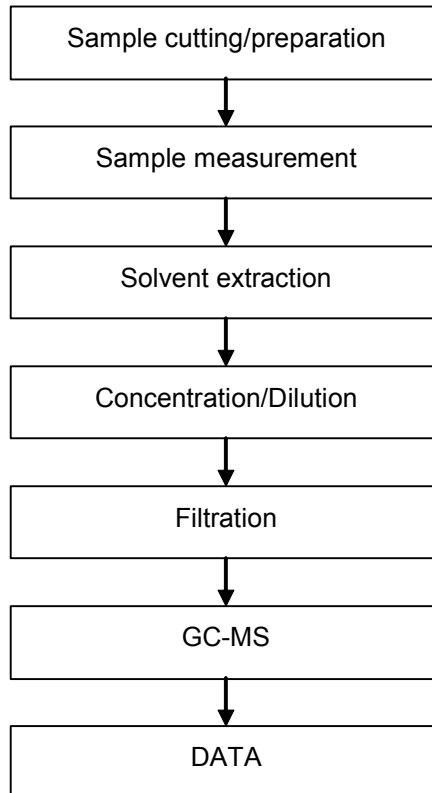 Sample cutting/preparation
Sample measurement
Solvent extraction
Concentration/Dilution
Filtration
GC-MS
DATA